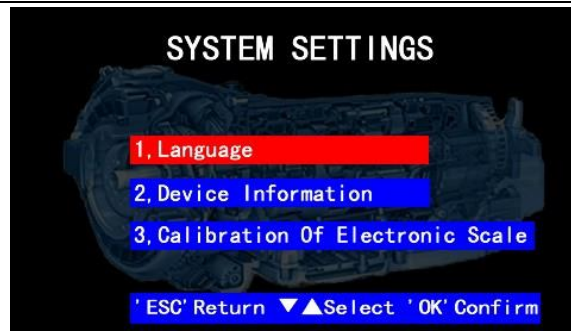 SYSTEM SETTINGS
1,Language
2,Device Information
3,Calibration Of Electronic Scale
'ESC'Return ▼▲Select 'OK'Confirm